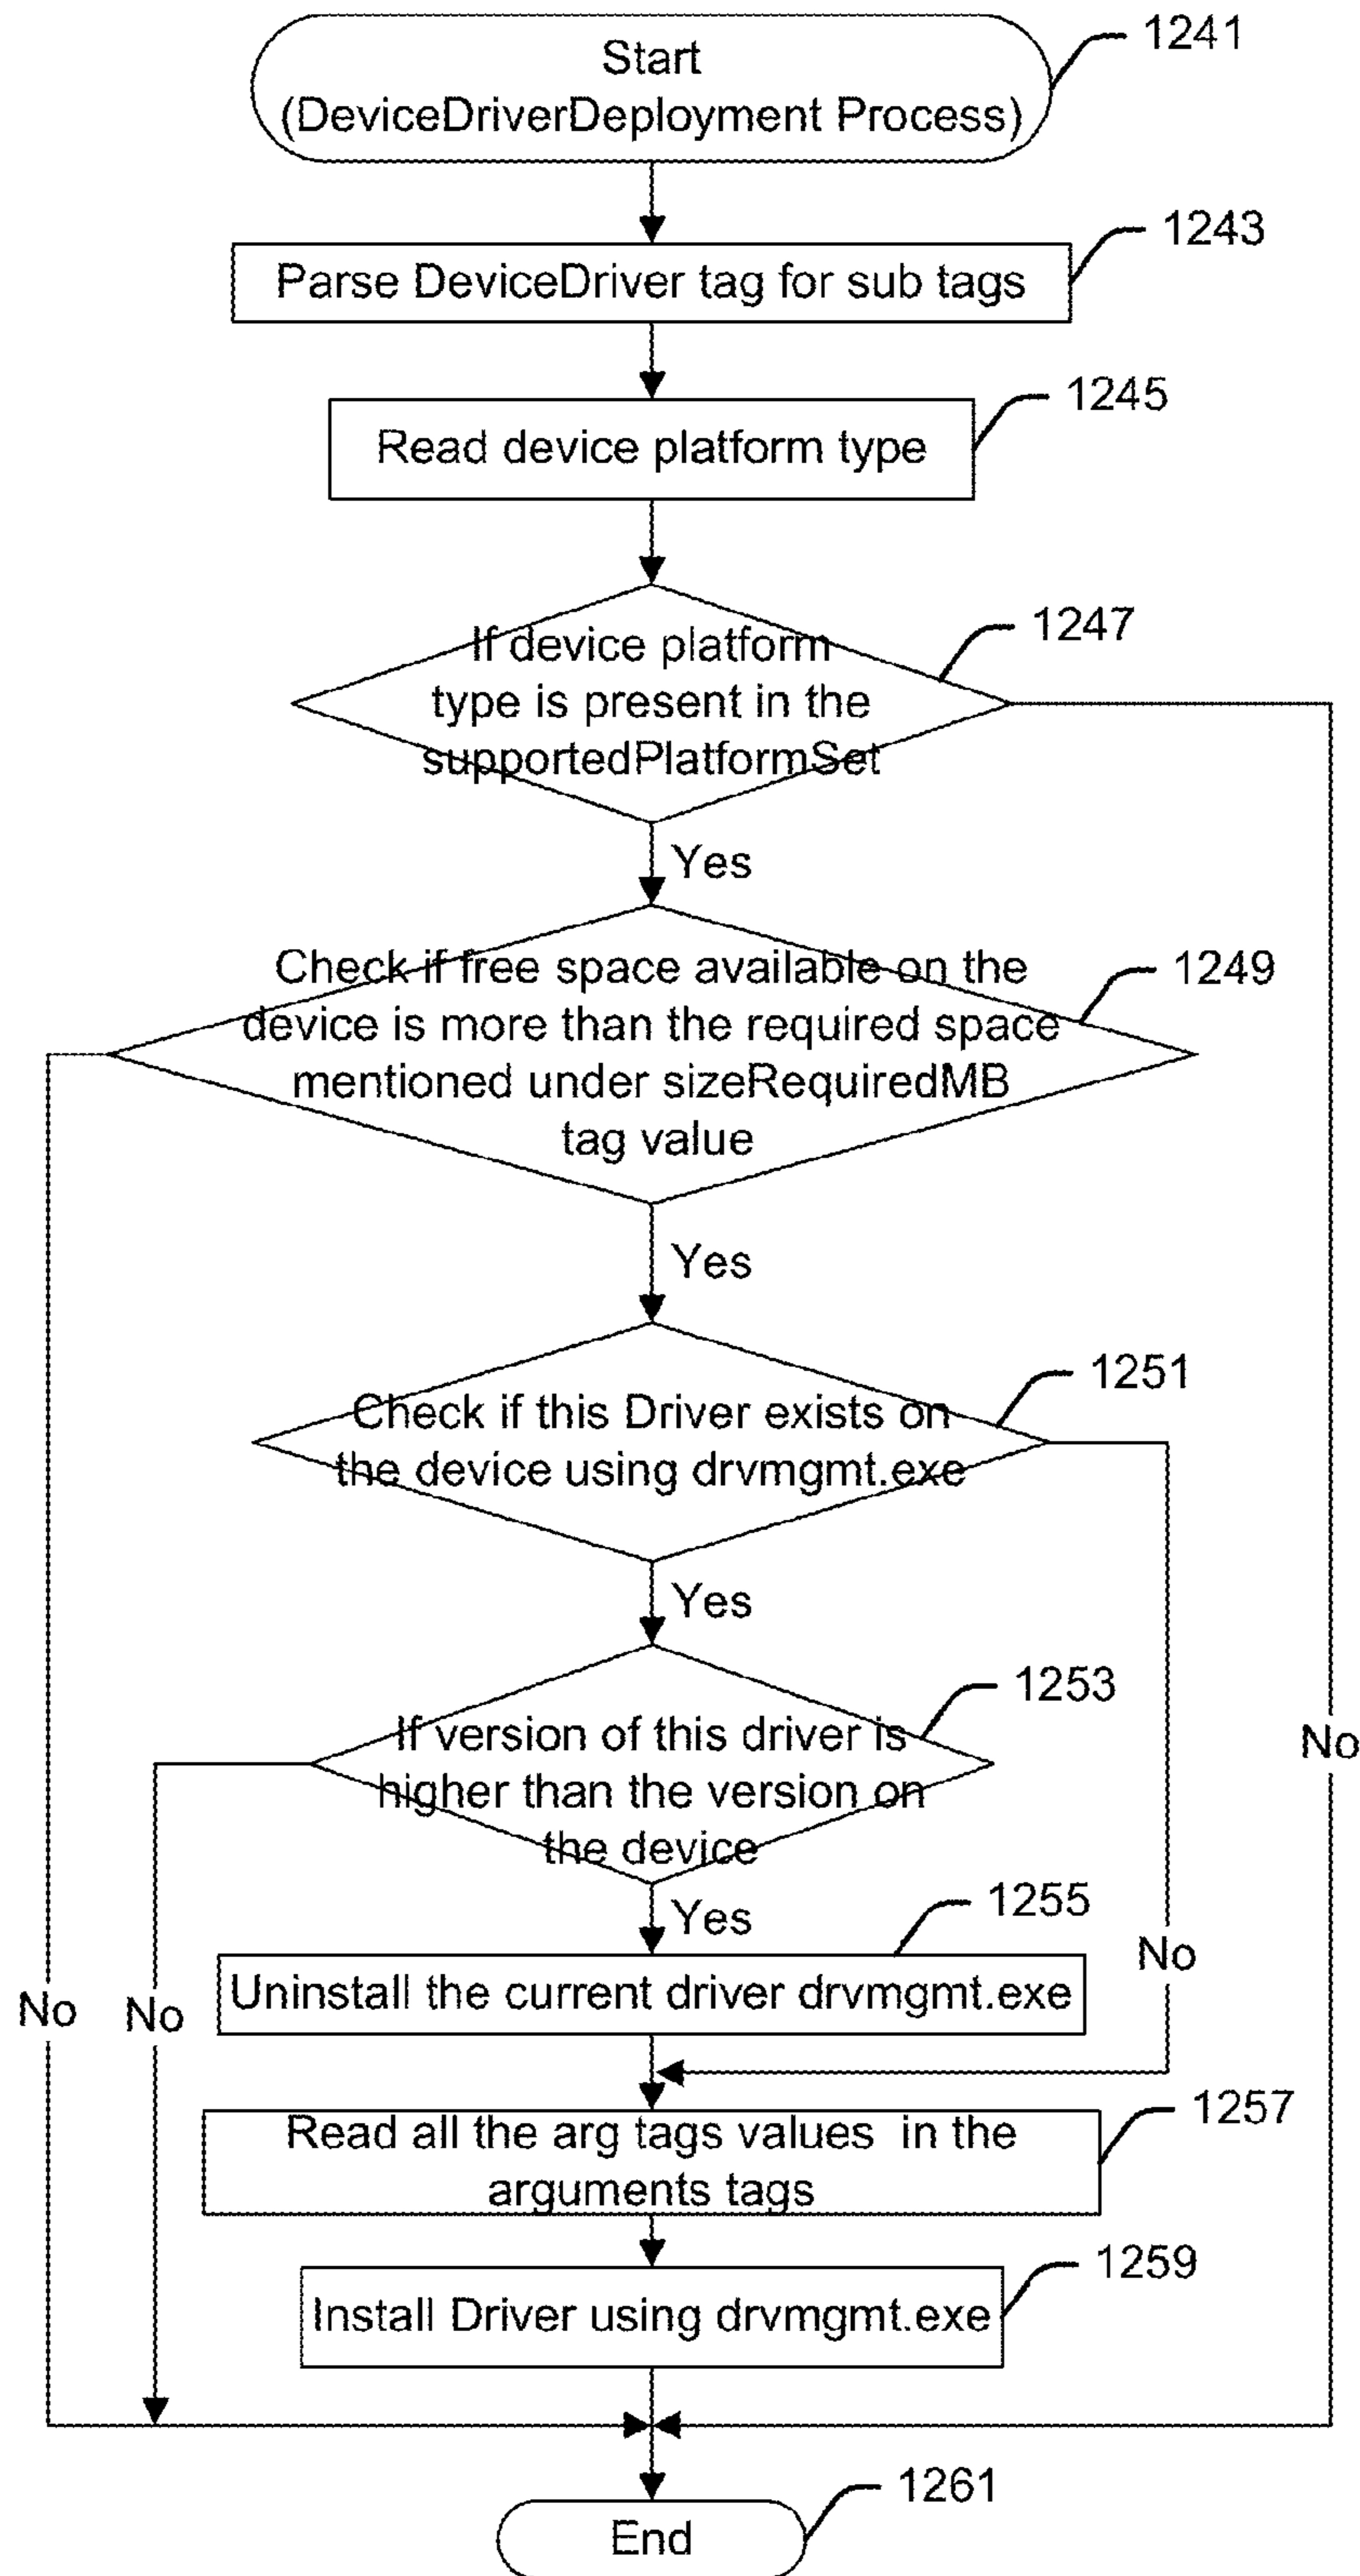 Start
(DeviceDriverDeployment Process)
1241
Parse DeviceDriver tag for sub tags
1243
Read device platform type
1245
If device platform
type is present in the
supportedPlatformSet
1247
Yes
Check if free space available on the
device is more than the required space
mentioned under sizeRequiredMB
tag value
1249
Yes
Check if this Driver exists on
the device using drvmgmt.exe
1251
Yes
If version of this driver is
higher than the version on
the device
1253
No
Yes
1255
Uninstall the current driver drvmgmt.exe
No
No
No
Read all the arg tags values in the
arguments tags
1257
Install Driver using drvmgmt.exe
1259
End
1261